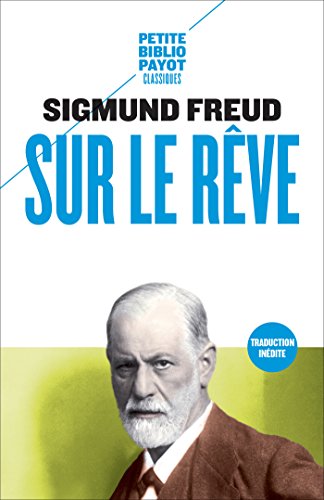 PETITE
BIBLIO
PAYOT
CLASSIQUES
SIGMUND FREUD
SUR LE RÊVE
TRADUCTION
INÉDITE